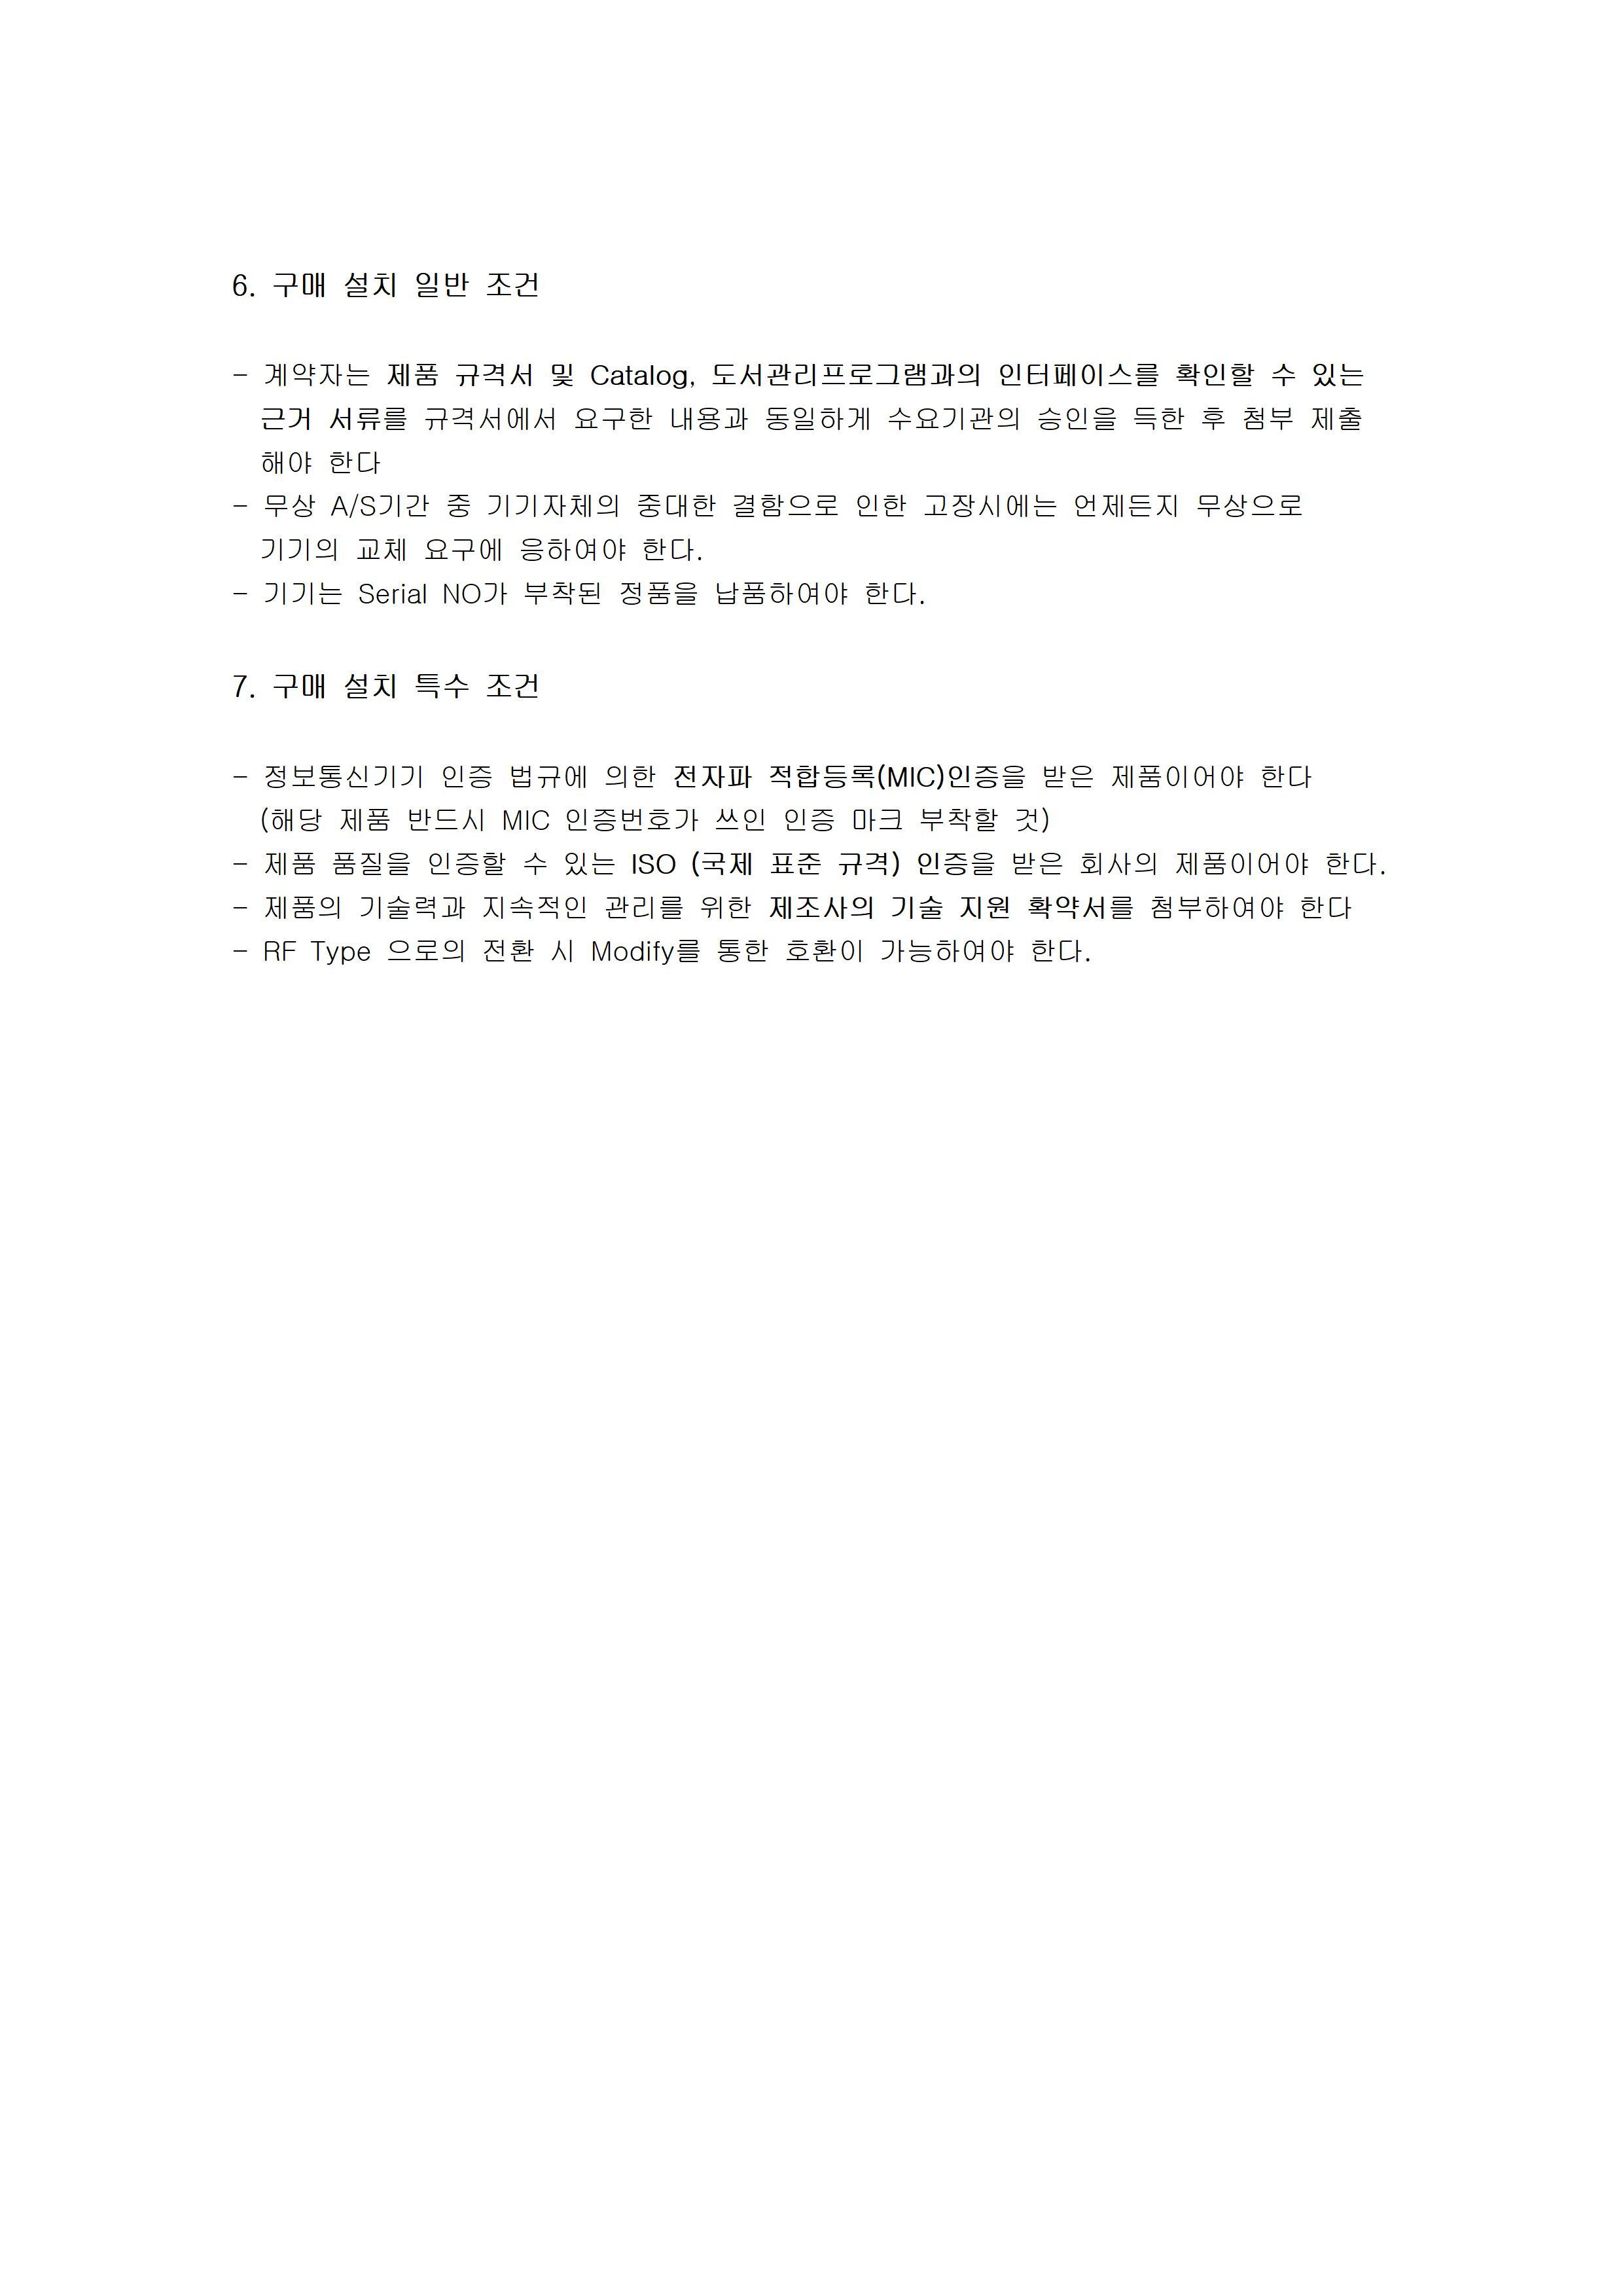 6. 구매 설치 일반 조건
- 계약자는 제품 규격서 및 Catalog, 도서관리프로그램과의 인터페이스를 확인할 수 있는
근거 서류를 규격서에서 요구한 내용과 동일하게 수요기관의 승인을 득한 후 첨부 제출
해야 한다
- 무상 A/S기간 중 기기자체의 중대한 결함으로 인한 고장시에는 언제든지 무상으로
기기의 교체 요구에 응하여야 한다.
- 기기는 Serial NO가 부착된 정품을 납품하여야 한다.
7. 구매 설치 특수 조건
- 정보통신기기 인증 법규에 의한 전자파 적합등록(MIC)인증을 받은 제품이어야 한다
(해당 제품 반드시 MIC 인증번호가 쓰인 인증 마크 부착할 것)
- 제품 품질을 인증할 수 있는 ISO (국제 표준 규격) 인증을 받은 회사의 제품이어야 한다.
- 제품의 기술력과 지속적인 관리를 위한 제조사의 기술 지원 확약서를 첨부하여야 한다
- RF Type 으로의 전환 시 Modify를 통한 호환이 가능하여야 한다.